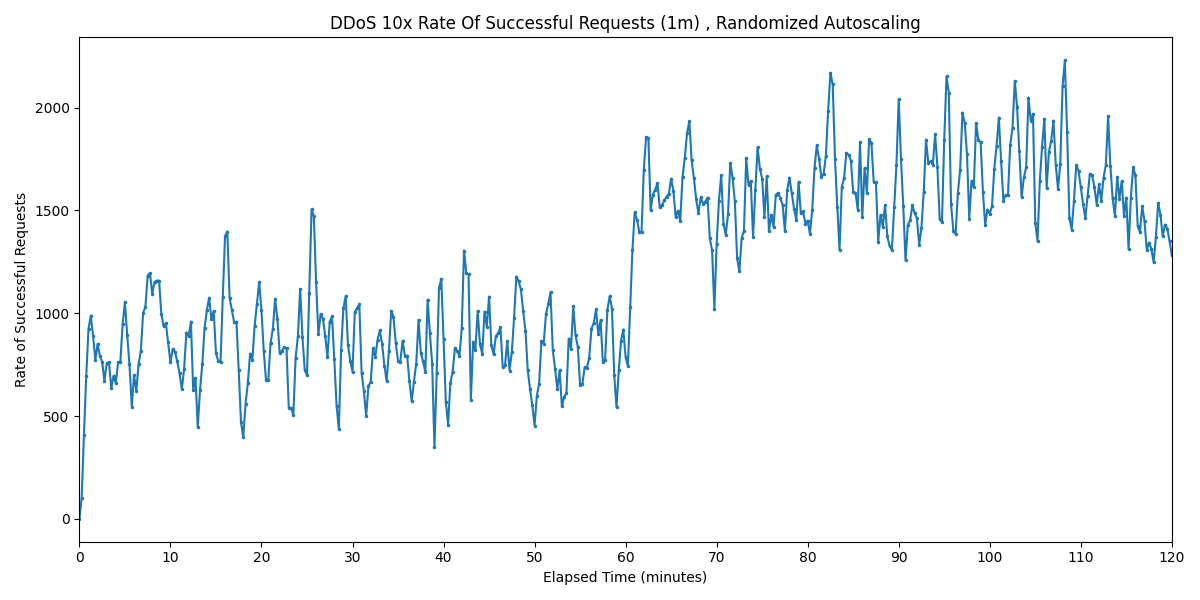 DDoS 10x Rate Of Successful Requests (1m) , Randomized Autoscaling
Rate of Successful Requests
2000
1500
1000
500
0
0 10 20 30 40 50 60 70 80 90 100 110 120
Elapsed Time (minutes)